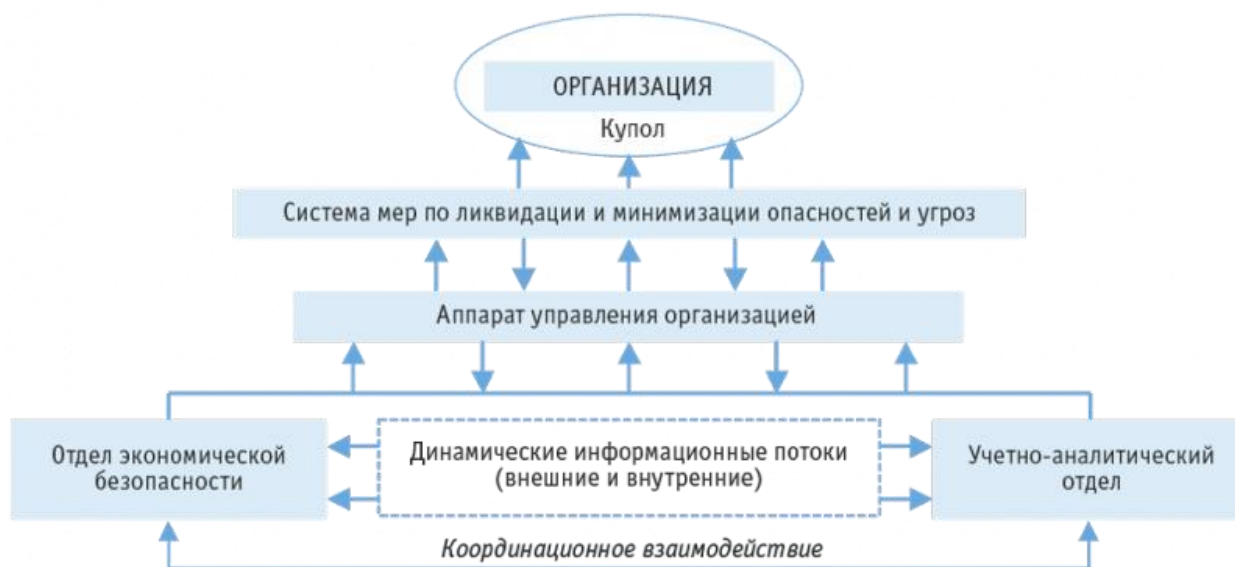 ОРГАНИЗАЦИЯ
Купол
Система мер по ликвидации и минимизации опасностей и угроз
Аппарат управления организацией
Отдел экономической
безопасности
Динамические информационные потоки
(внешние и внутренние)
Учетно-аналитический
отдел
Координационное взаимодействие